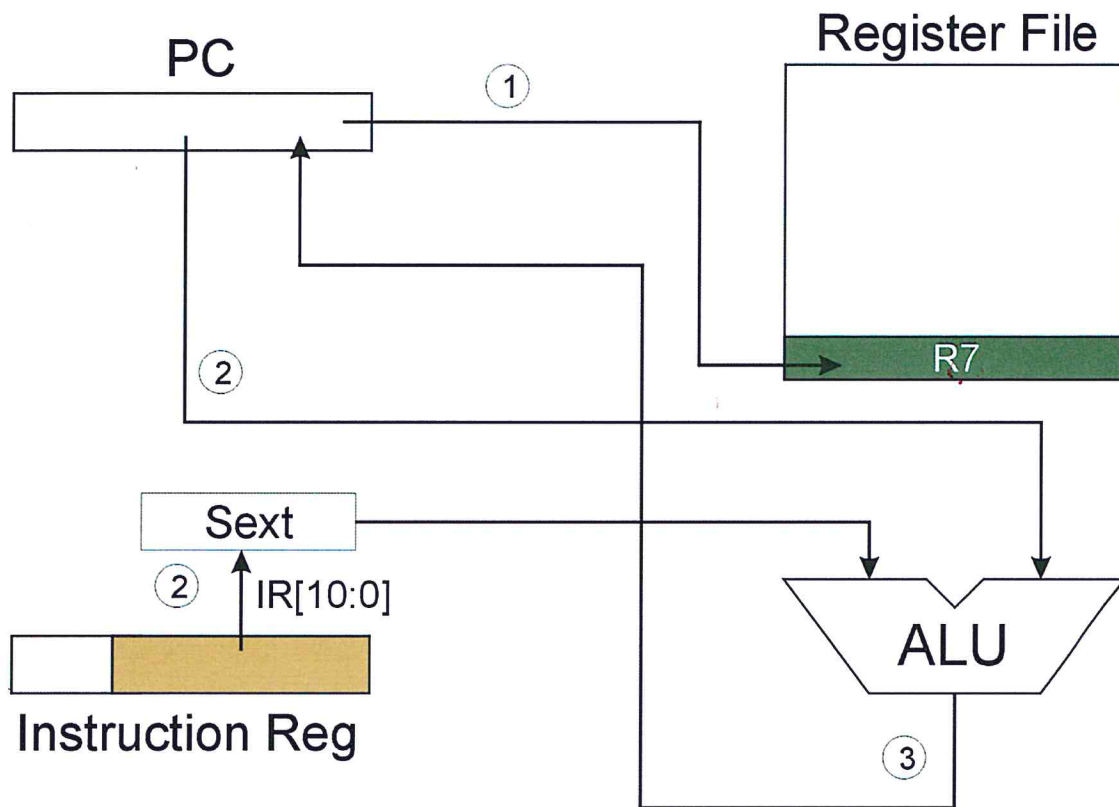 PC
Register File
1
R7
2
Sext
2
IR[10:0]
ALU
Instruction Reg
3